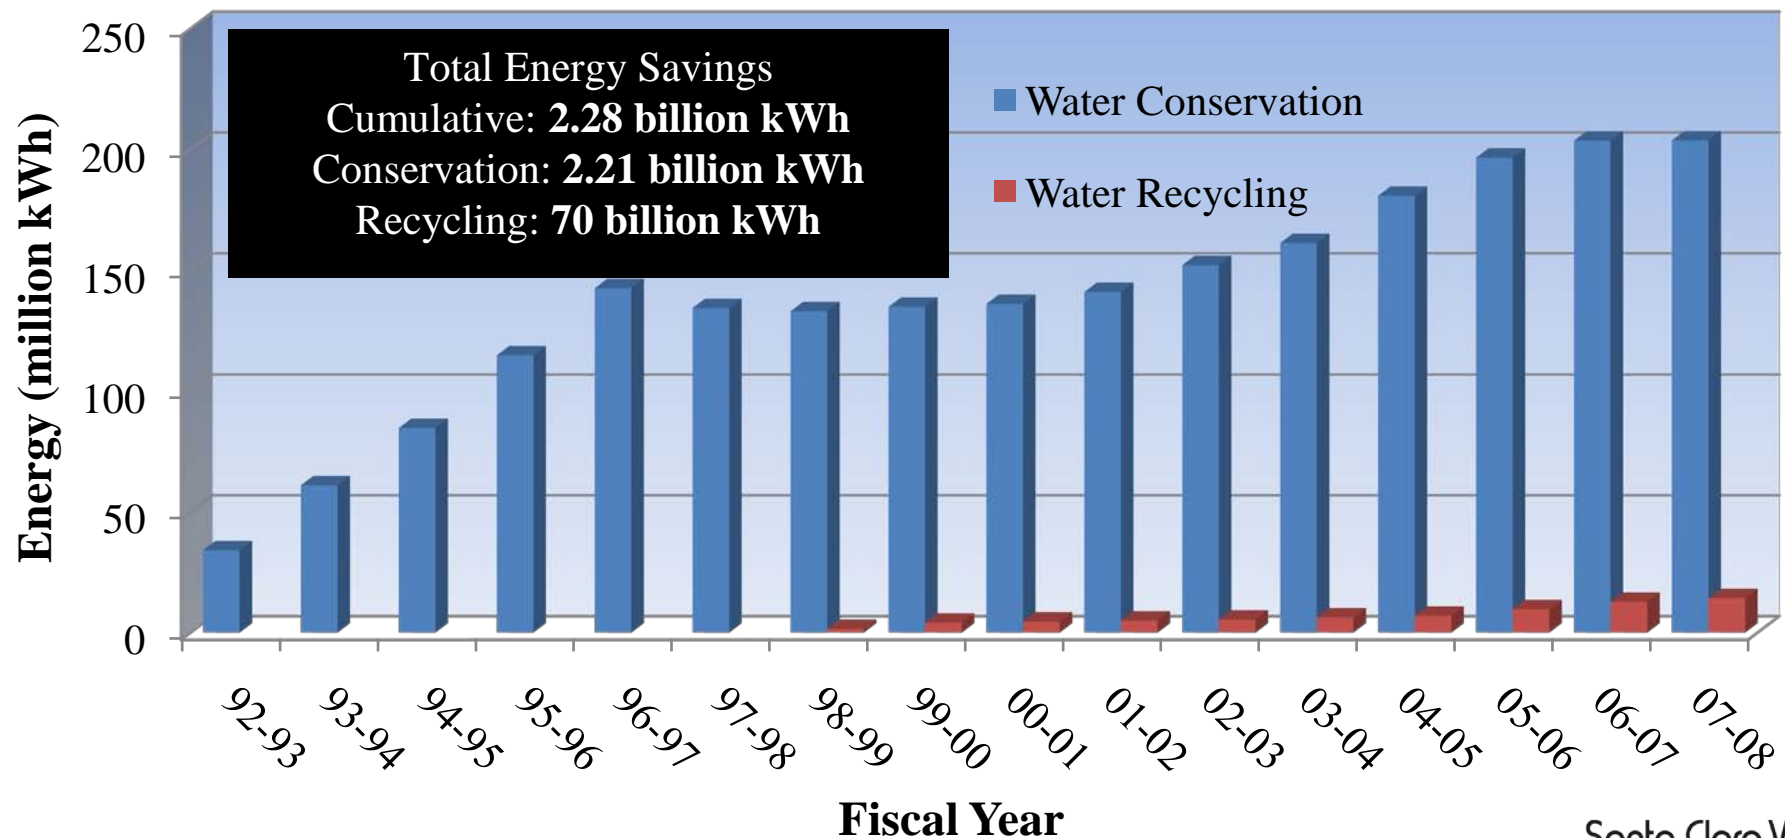 250
200
150
100
50
0
Energy (million kWh)
Total Energy Savings
Cumulative: 2.28 billion kWh
Conservation: 2.21 billion kWh
Recycling: 70 billion kWh
Water Conservation
Water Recycling
92-93
93-94
94-95
95-96
96-97
97-98
98-99
99-00
00-01
01-02
02-03
03-04
04-05
05-06
06-07
07-08
Fiscal Year